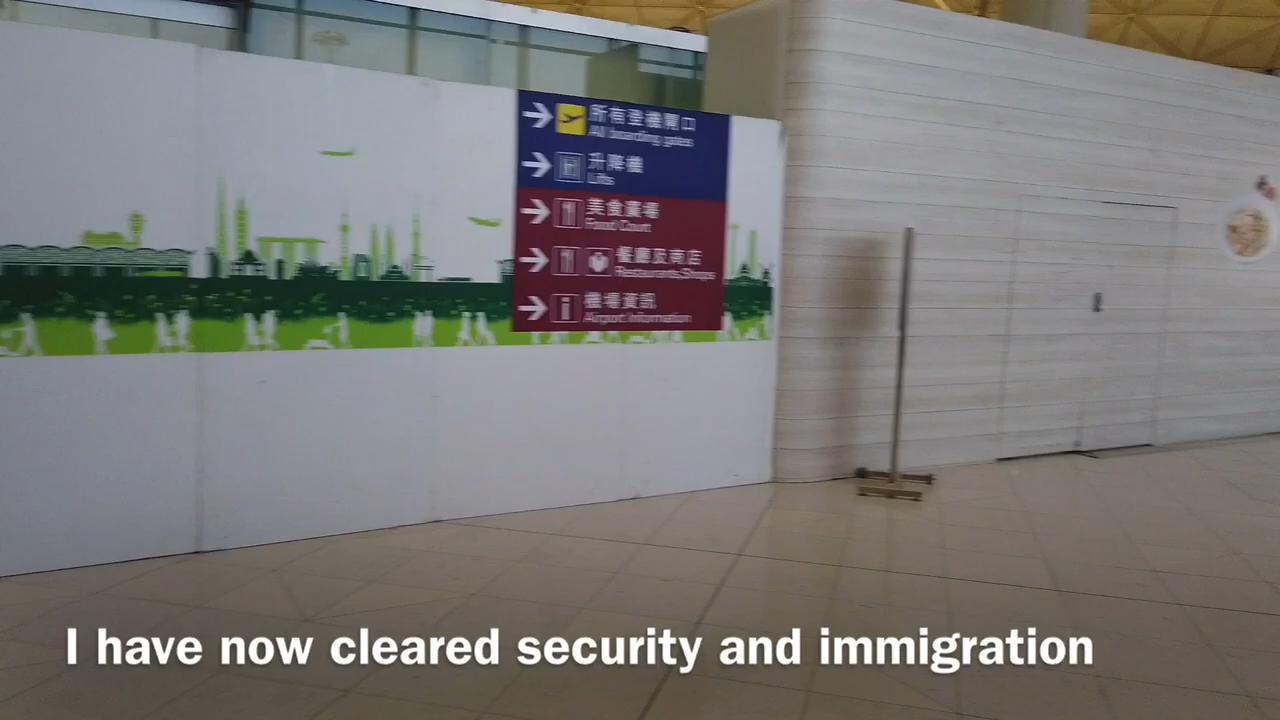 所有登機閘口
All boarding gates
升降機
Lifts
美食廣場
Food Court
餐廳及商店
Restaurants/Shops
機場資訊
Airport Information
I have now cleared security and immigration